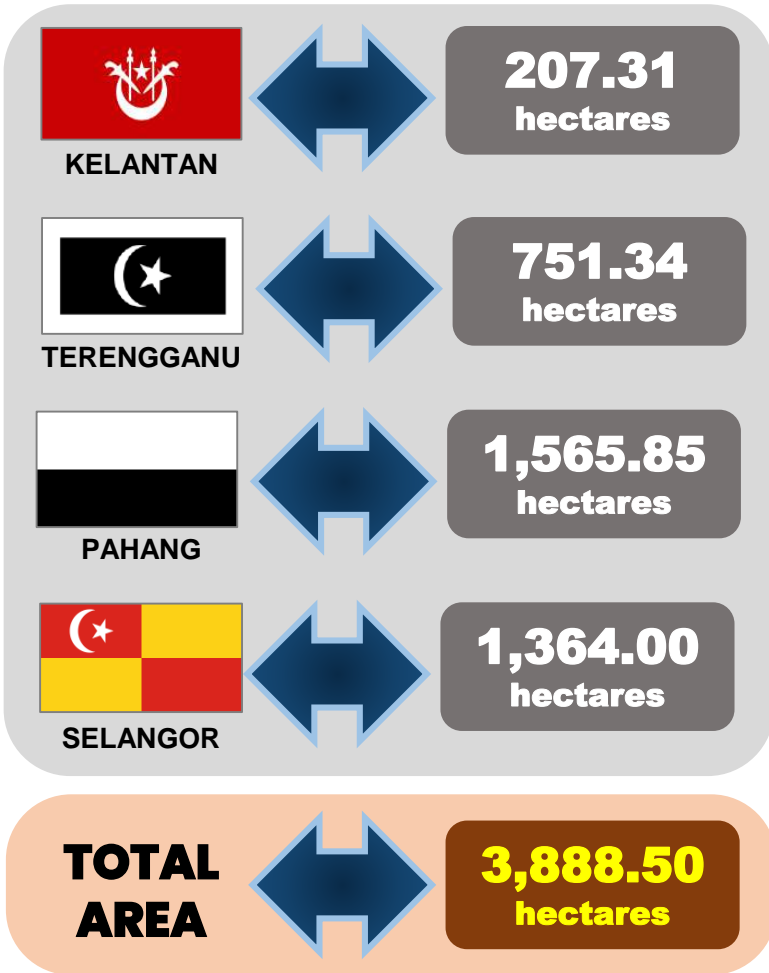 207.31
hectares
KELANTAN
751.34
hectares
TERENGGANU
1,565.85
hectares
PAHANG
1,364.00
hectares
SELANGOR
TOTAL
AREA
3,888.50
hectares